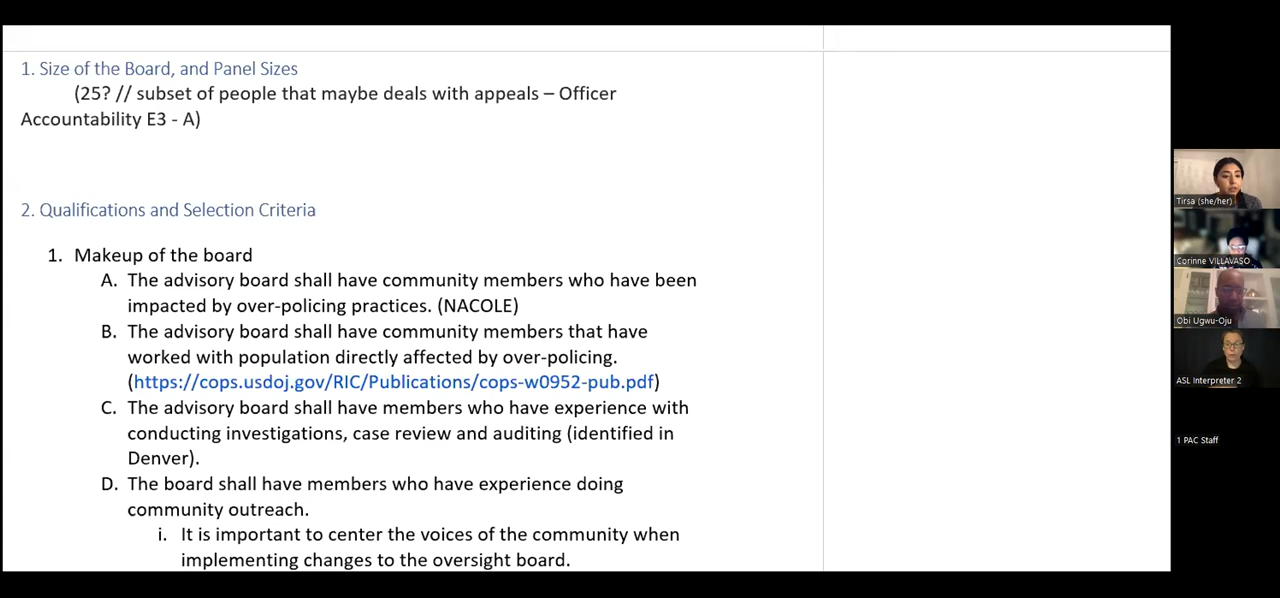 1. Size of the Board, and Panel Sizes
(25? // subset of people that maybe deals with appeals – Officer
Accountability E3 - A)
2. Qualifications and Selection Criteria
1. Makeup of the board
A. The advisory board shall have community members who have been
impacted by over-policing practices. (NACOLE)
B. The advisory board shall have community members that have
worked with population directly affected by over-policing.
(https://cops.usdoj.gov/RIC/Publications/cops-w0952-pub.pdf)
C. The advisory board shall have members who have experience with
conducting investigations, case review and auditing (identified in
Denver).
D. The board shall have members who have experience doing
community outreach.
i. It is important to center the voices of the community when
implementing changes to the oversight board.
Tirsa (she/her)
Corinne VILLAVASO
Obi Ugwu-Oju
ASL Interpreter 2
1 PAC Staff